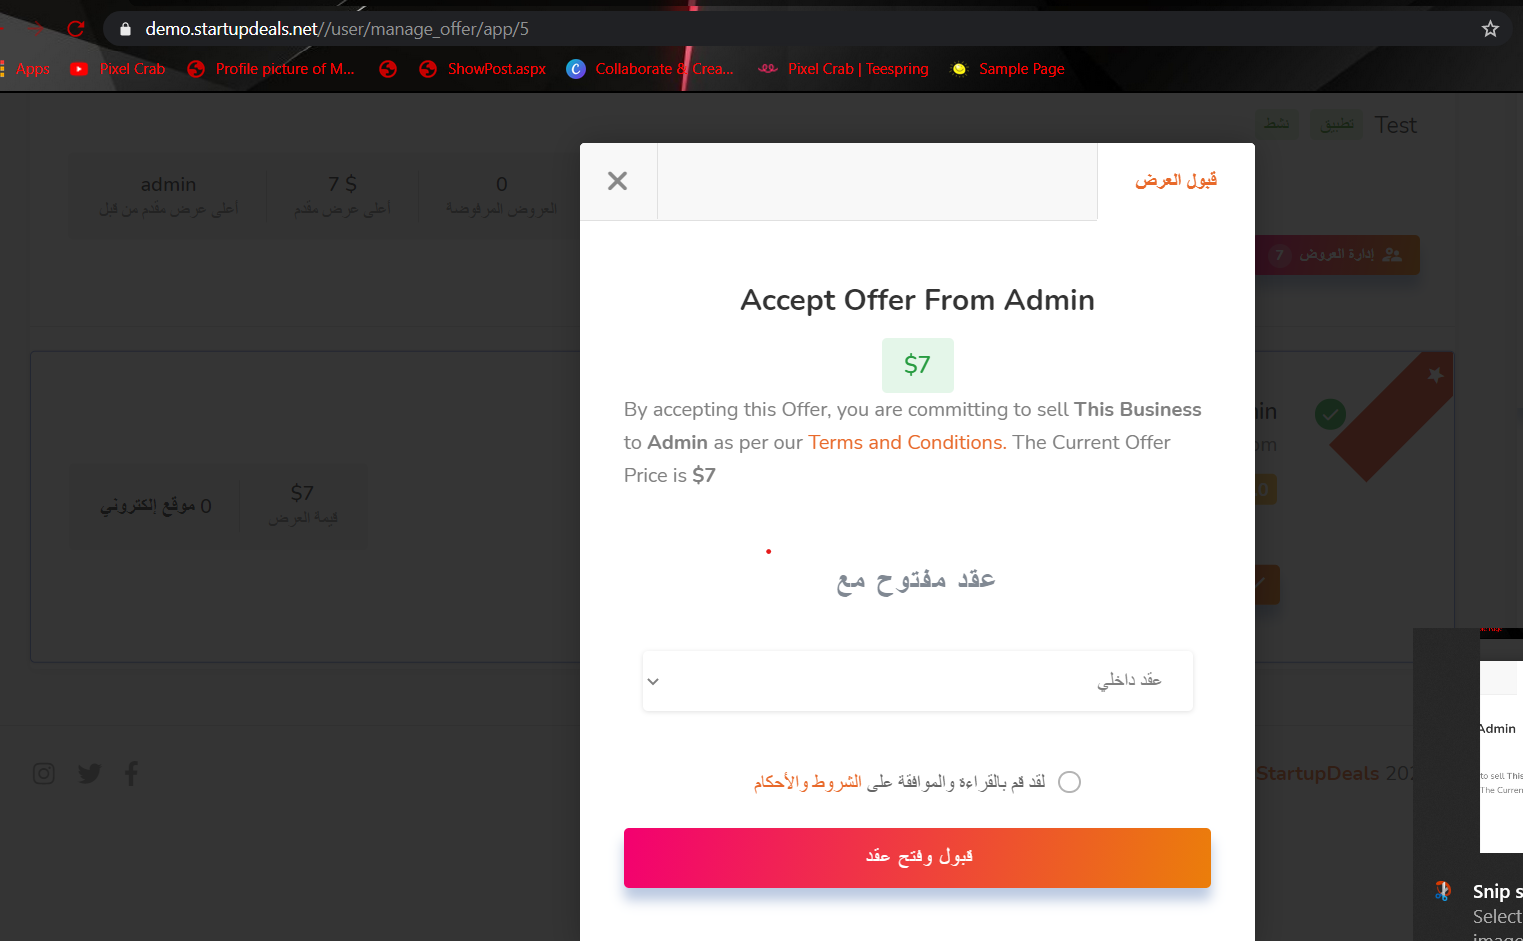 demo.startupdeals.net//user/manage_offer/app/5
Apps
Pixel Crab
Profile picture of M...
ShowPost.aspx
Collaborate & Crea...
Pixel Crab | Teespring
Sample Page
Test
تطبيق
نشط
admin
أعلى عرض مقدم من قبل
7 $
أعلى عرض مقدم
0
العروض المرفوضة
إدارة العروض 7
قبول العرض
Accept Offer From Admin
$7
By accepting this Offer, you are committing to sell This Business
to Admin as per our Terms and Conditions. The Current Offer
Price is $7
عقد مفتوح مع
عقد داخلي
لقد قم بالقراءة والموافقة على الشروط والأحكام
قبول وفتح عقد
$7
قيمة العرض
0 موقع إلكتروني
StartupDeals
Admin
to sell This
The Curren
Snip s
Select